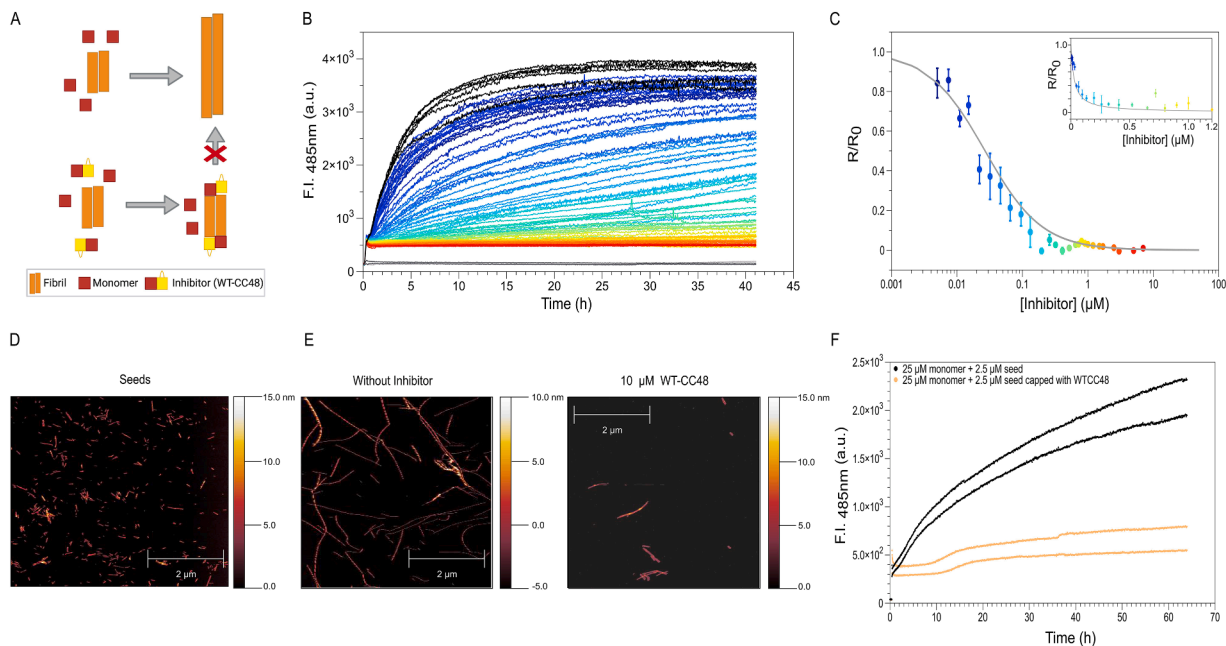 A
Fibril
Monomer
Inhibitor (WT-CC48)
B
F.I. 485nm (a.u.)
4×10³
3×10³
2×10³
1×10³
0
0
5
10
15
20
25
30
35
40
45
Time (h)
C
R/R₀
1.0
0.8
0.6
0.4
0.2
0.0
0.001
0.01
0.1
1
10
100
[Inhibitor] (µM)
R/R₀
1.0
0
0
0.5
1.0
1.2
[Inhibitor] (µM)
D
Seeds
2 µm
15.0 nm
10.0
5.0
0.0
E
Without Inhibitor
2 µm
10.0 nm
5.0
0.0
-5.0
10 µM WT-CC48
2 µm
15.0 nm
10.0
5.0
0.0
F
25 µM monomer + 2.5 µM seed
25 µM monomer + 2.5 µM seed capped with WTCC48
F.I. 485nm (a.u.)
2.5×10³
2.0×10³
1.5×10³
1.0×10³
5.0×10²
0
0
10
20
30
40
50
60
70
Time (h)